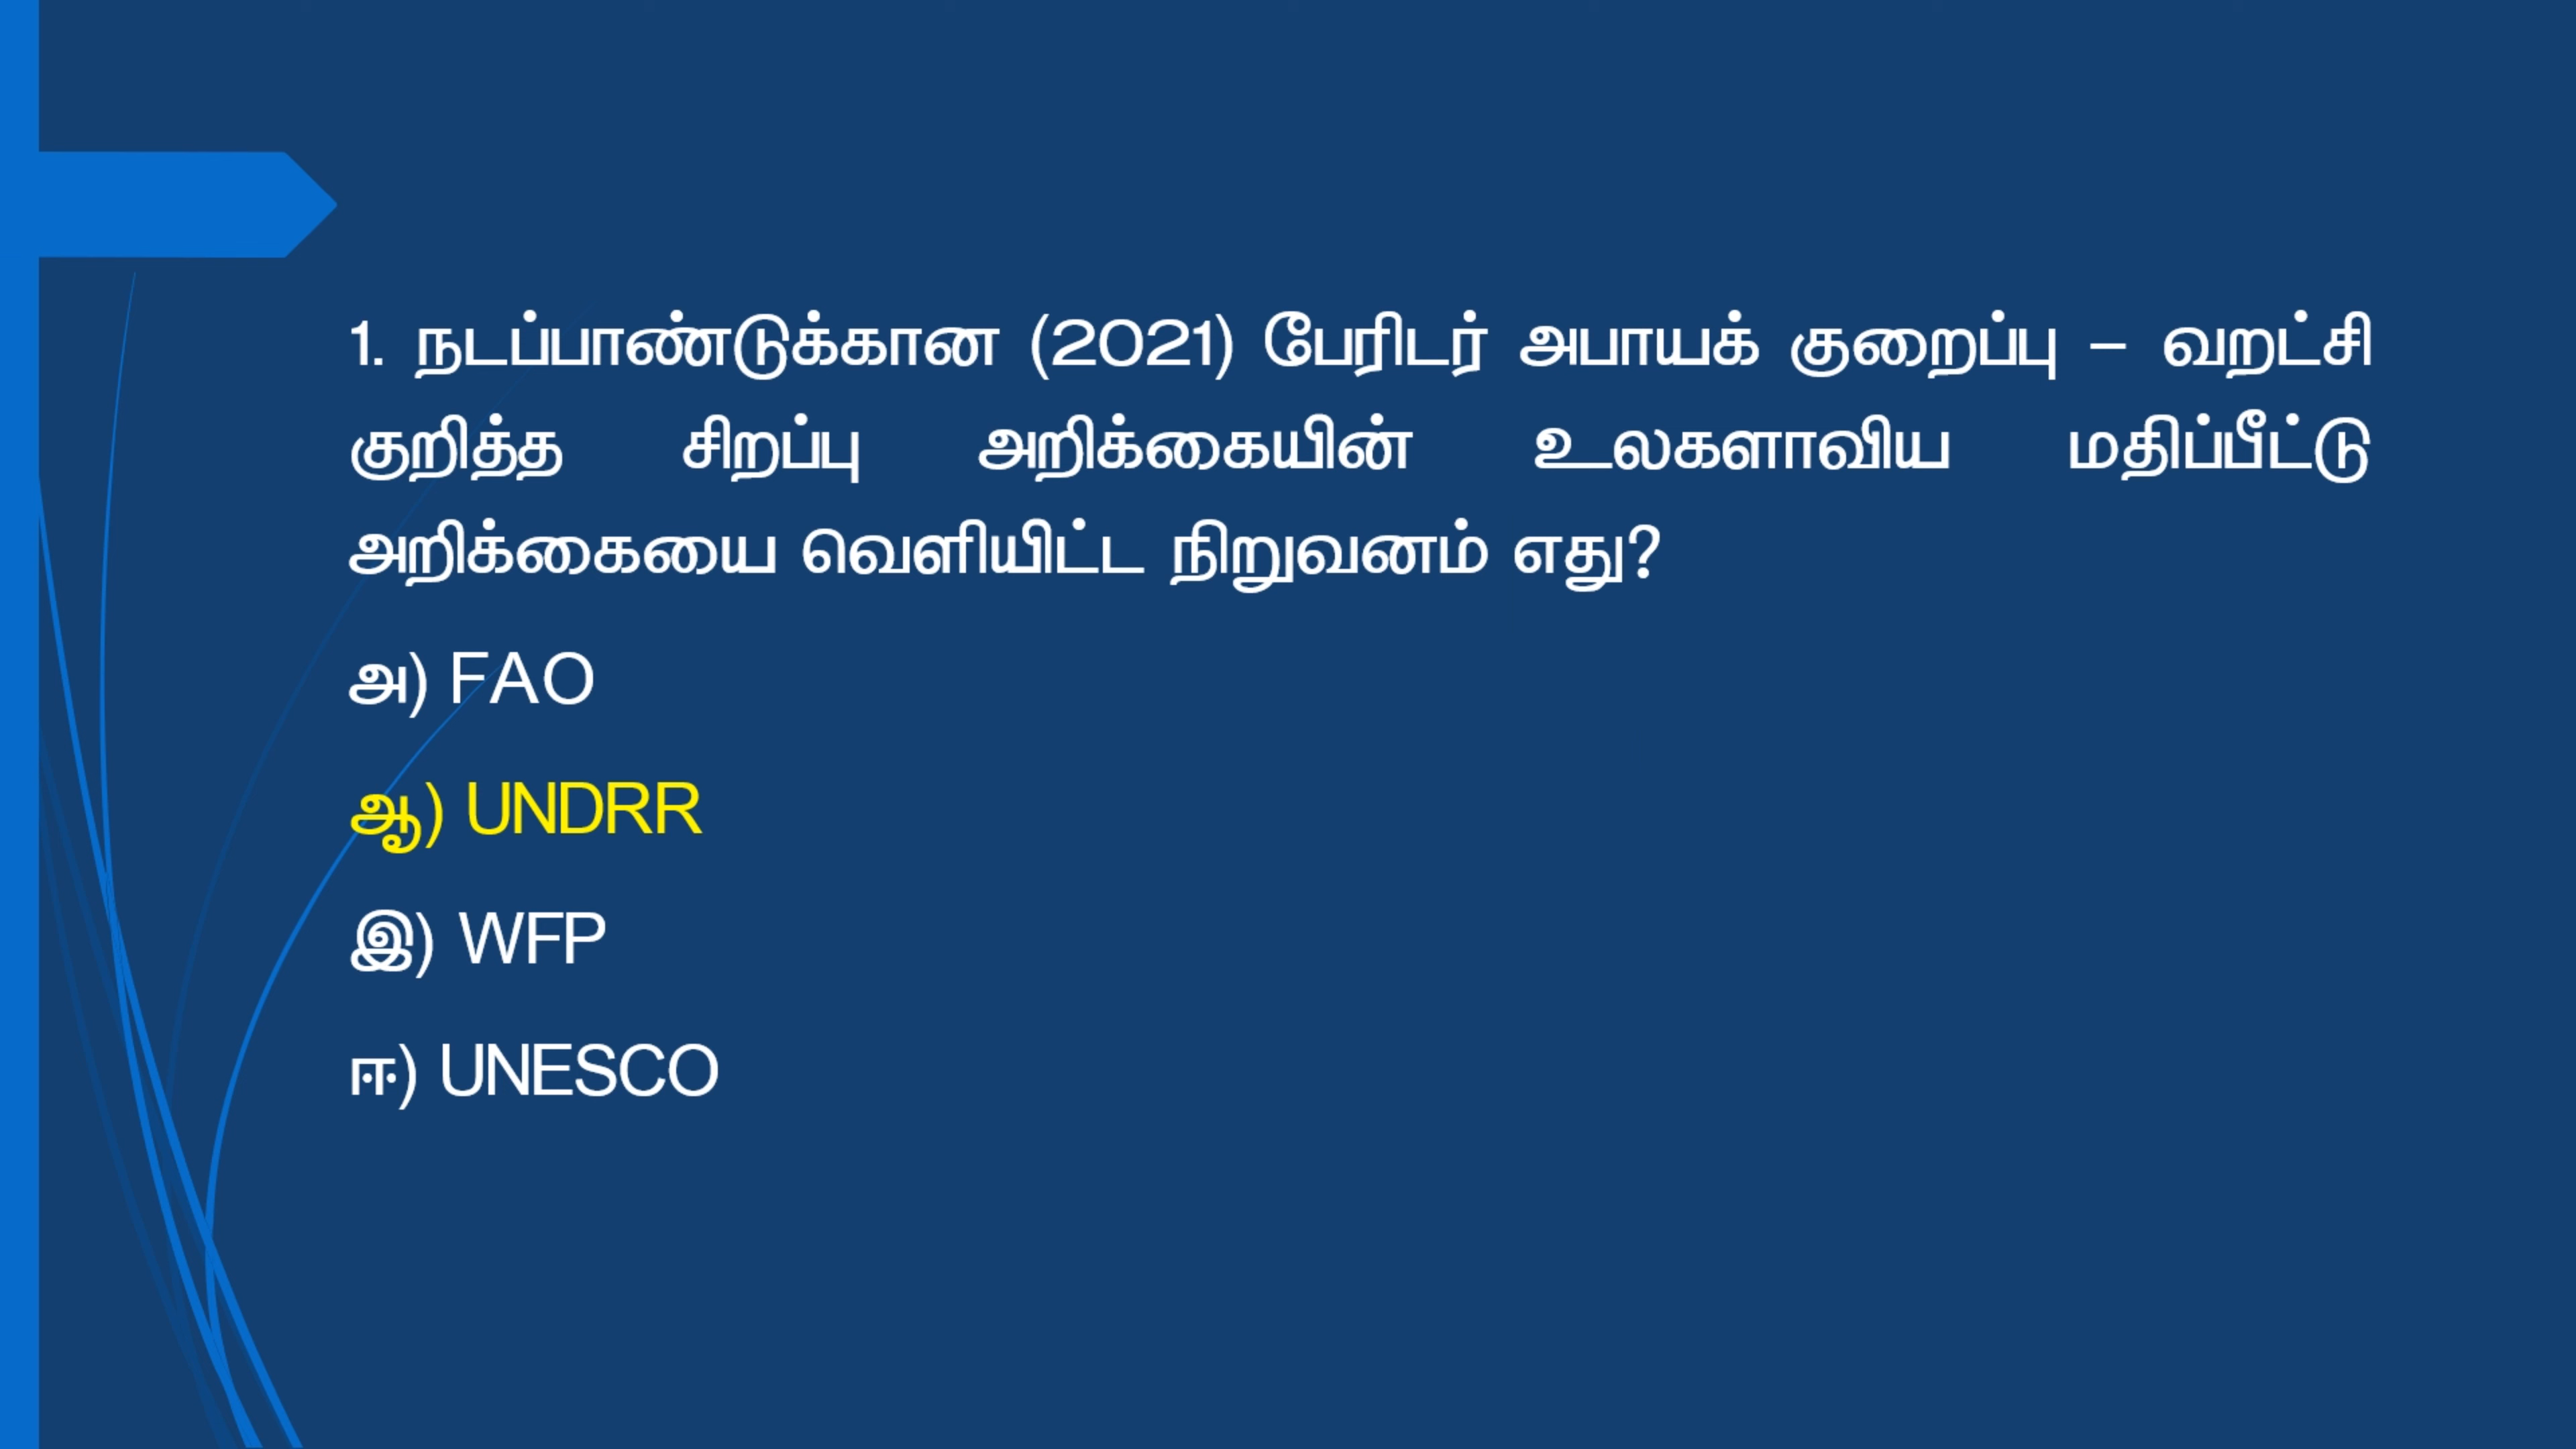 1. நடப்பாண்டுக்கான (2021) பேரிடர் அபாயக் குறைப்பு – வறட்சி
குறித்த சிறப்பு அறிக்கையின் உலகளாவிய மதிப்பீட்டு
அறிக்கையை வெளியிட்ட நிறுவனம் எது?
அ) FAO
ஆ) UNDRR
இ) WFP
ஈ) UNESCO